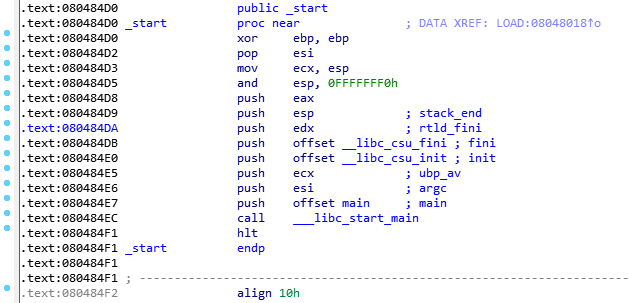 .text:080484D0 public _start
.text:080484D0 _start proc near ; DATA XREF: LOAD:08048018↑o
.text:080484D0 xor ebp, ebp
.text:080484D2 pop esi
.text:080484D3 mov ecx, esp
.text:080484D5 and esp, 0FFFFFFF0h
.text:080484D8 push eax
.text:080484D9 push esp ; stack_end
.text:080484DA push edx ; rtld_fini
.text:080484DB push offset __libc_csu_fini ; fini
.text:080484E0 push offset __libc_csu_init ; init
.text:080484E5 push ecx ; ubp_av
.text:080484E6 push esi ; argc
.text:080484E7 push offset main ; main
.text:080484EC call ___libc_start_main
.text:080484F1 hlt
.text:080484F1 _start endp
.text:080484F1
.text:080484F1 ; ---------------------------------------------------------------------------
.text:080484F2 align 10h